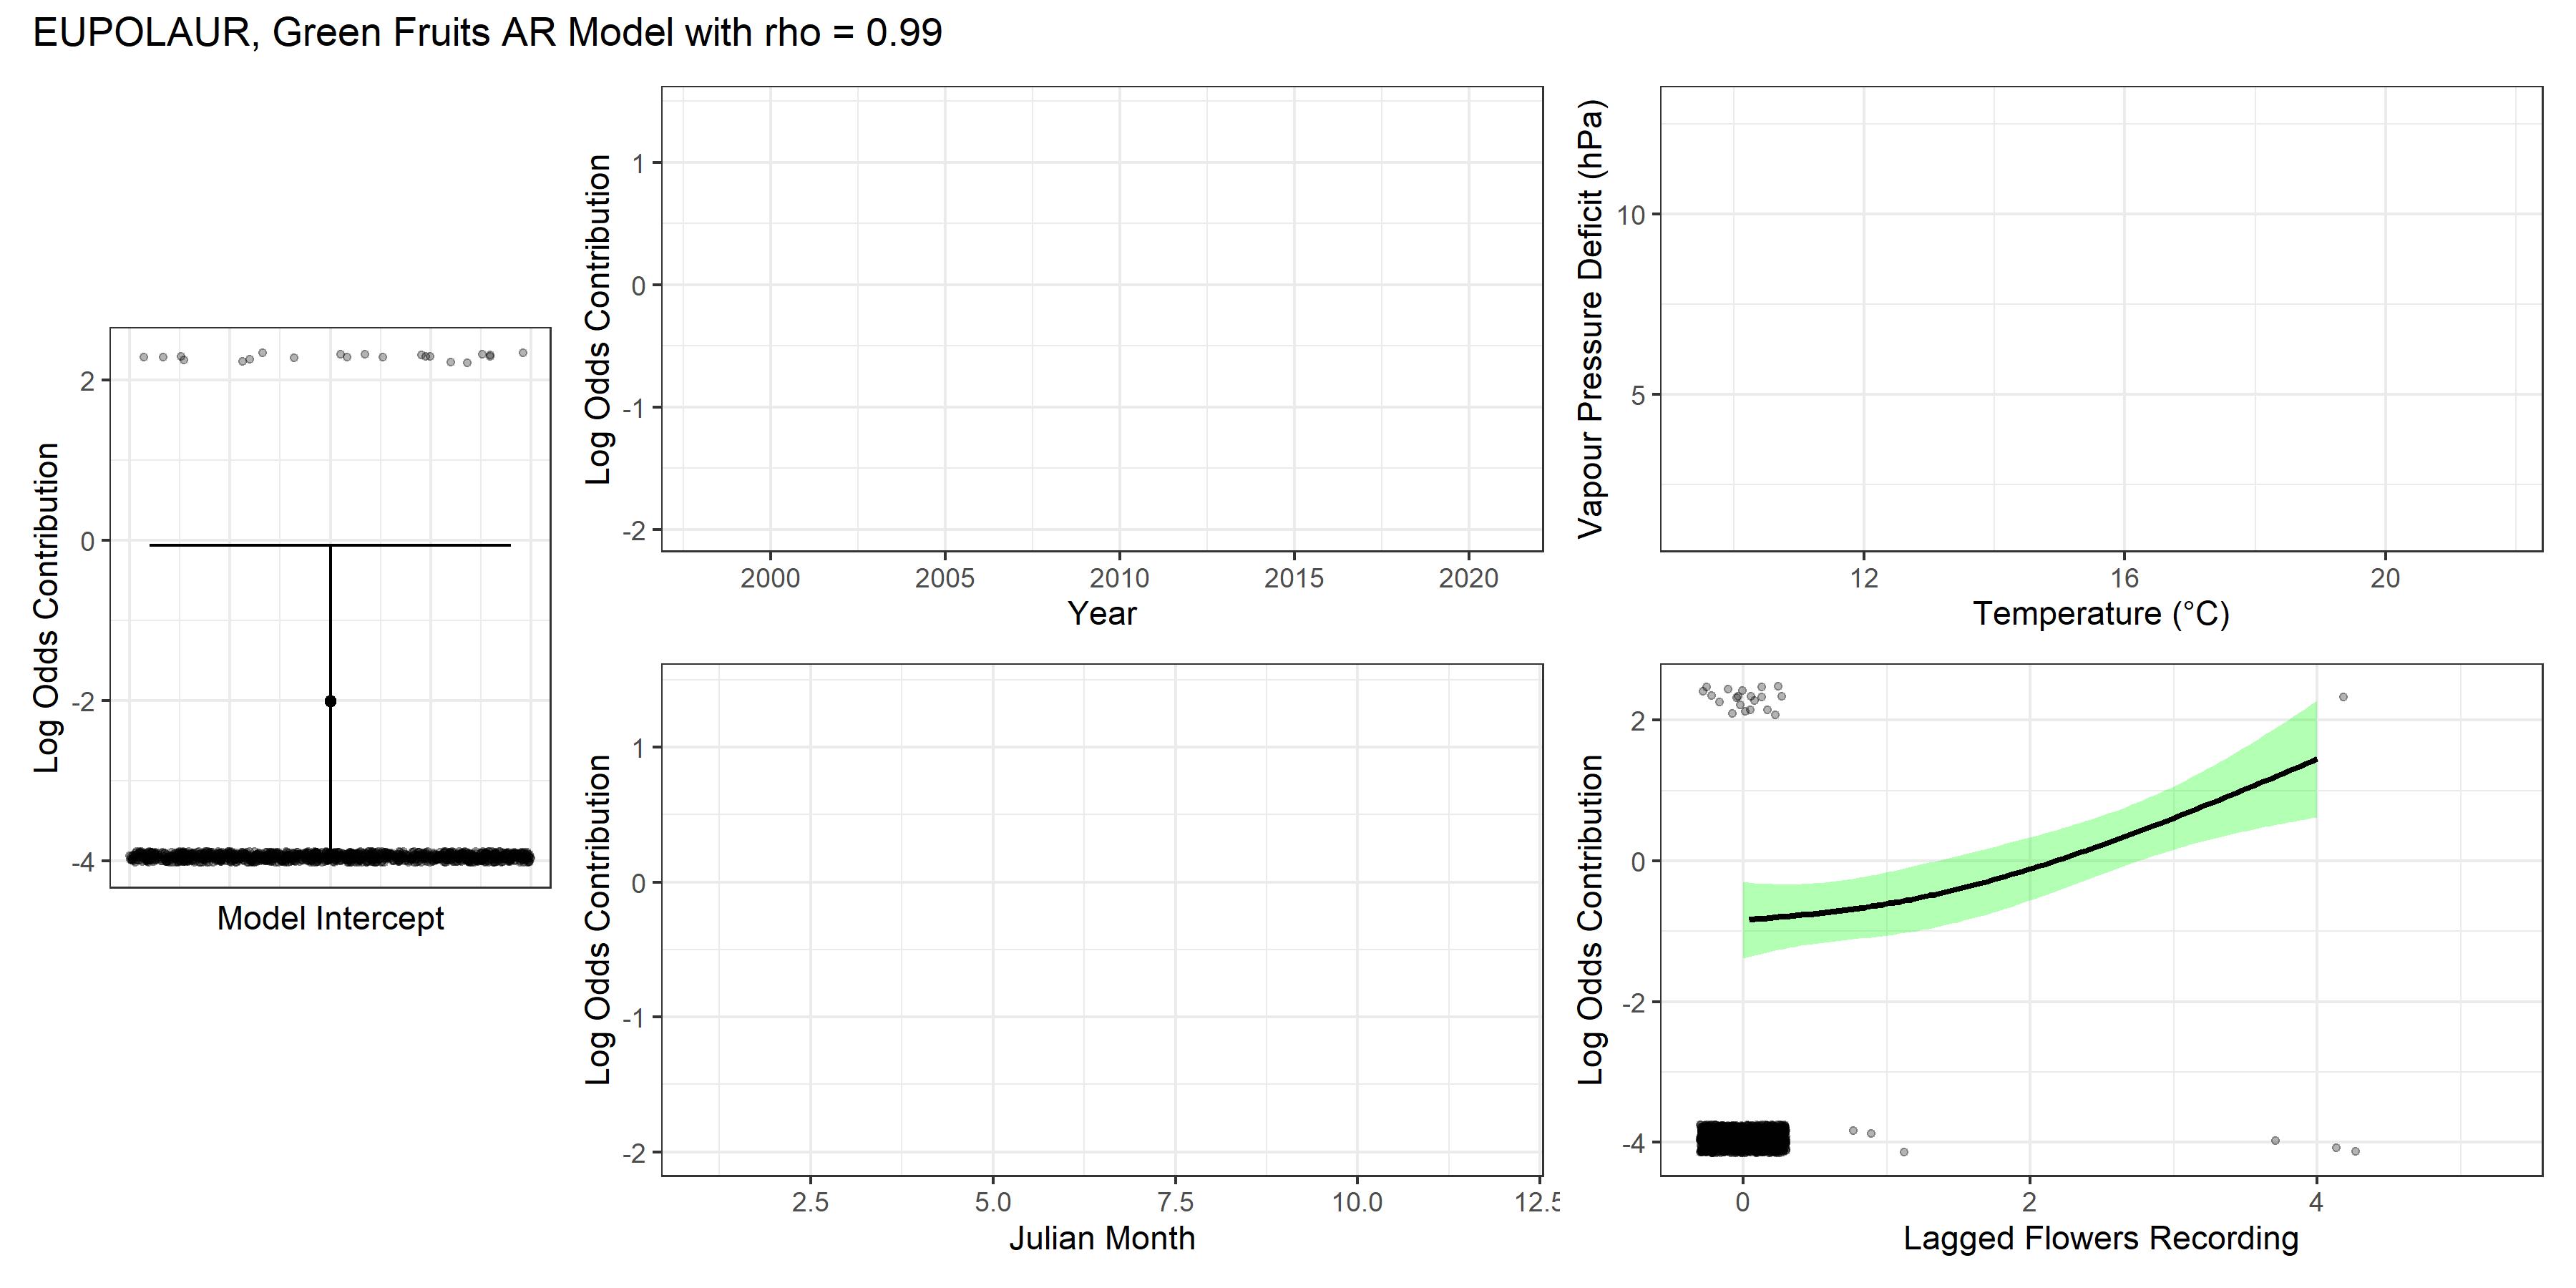 EUPOLAUR, Green Fruits AR Model with rho = 0.99
Log Odds Contribution
2
0
-2
-4
Model Intercept
Log Odds Contribution
1
0
-1
-2
2000 2005 2010 2015 2020
Year
Vapour Pressure Deficit (hPa)
10
5
12 16 20
Temperature (°C)
Log Odds Contribution
1
0
-1
-2
2.5 5.0 7.5 10.0 12.5
Julian Month
Log Odds Contribution
2
0
-2
-4
0 2 4
Lagged Flowers Recording